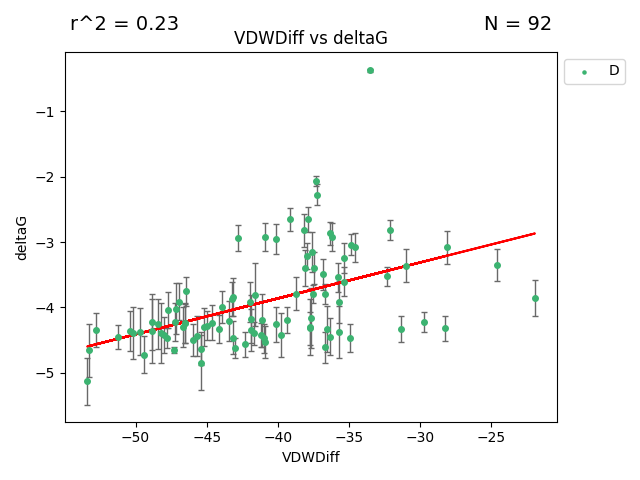 r^2 = 0.23
N = 92
VDWDiff vs deltaG
D
−1
−2
−3
−4
−5
deltaG
−50 −45 −40 −35 −30 −25
VDWDiff